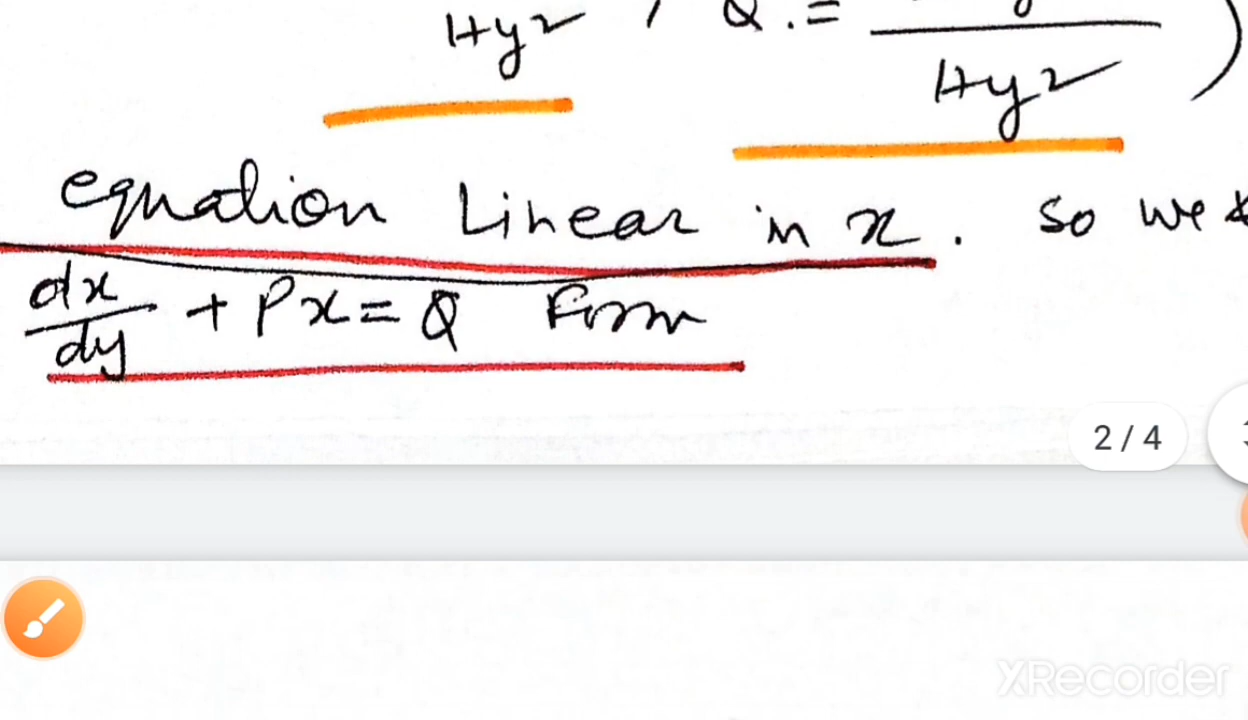 1+y² , Q.= 1+y² )
equation Linear in x. So we
dx/dy + Px = Q Form
2 / 4
XRecorder